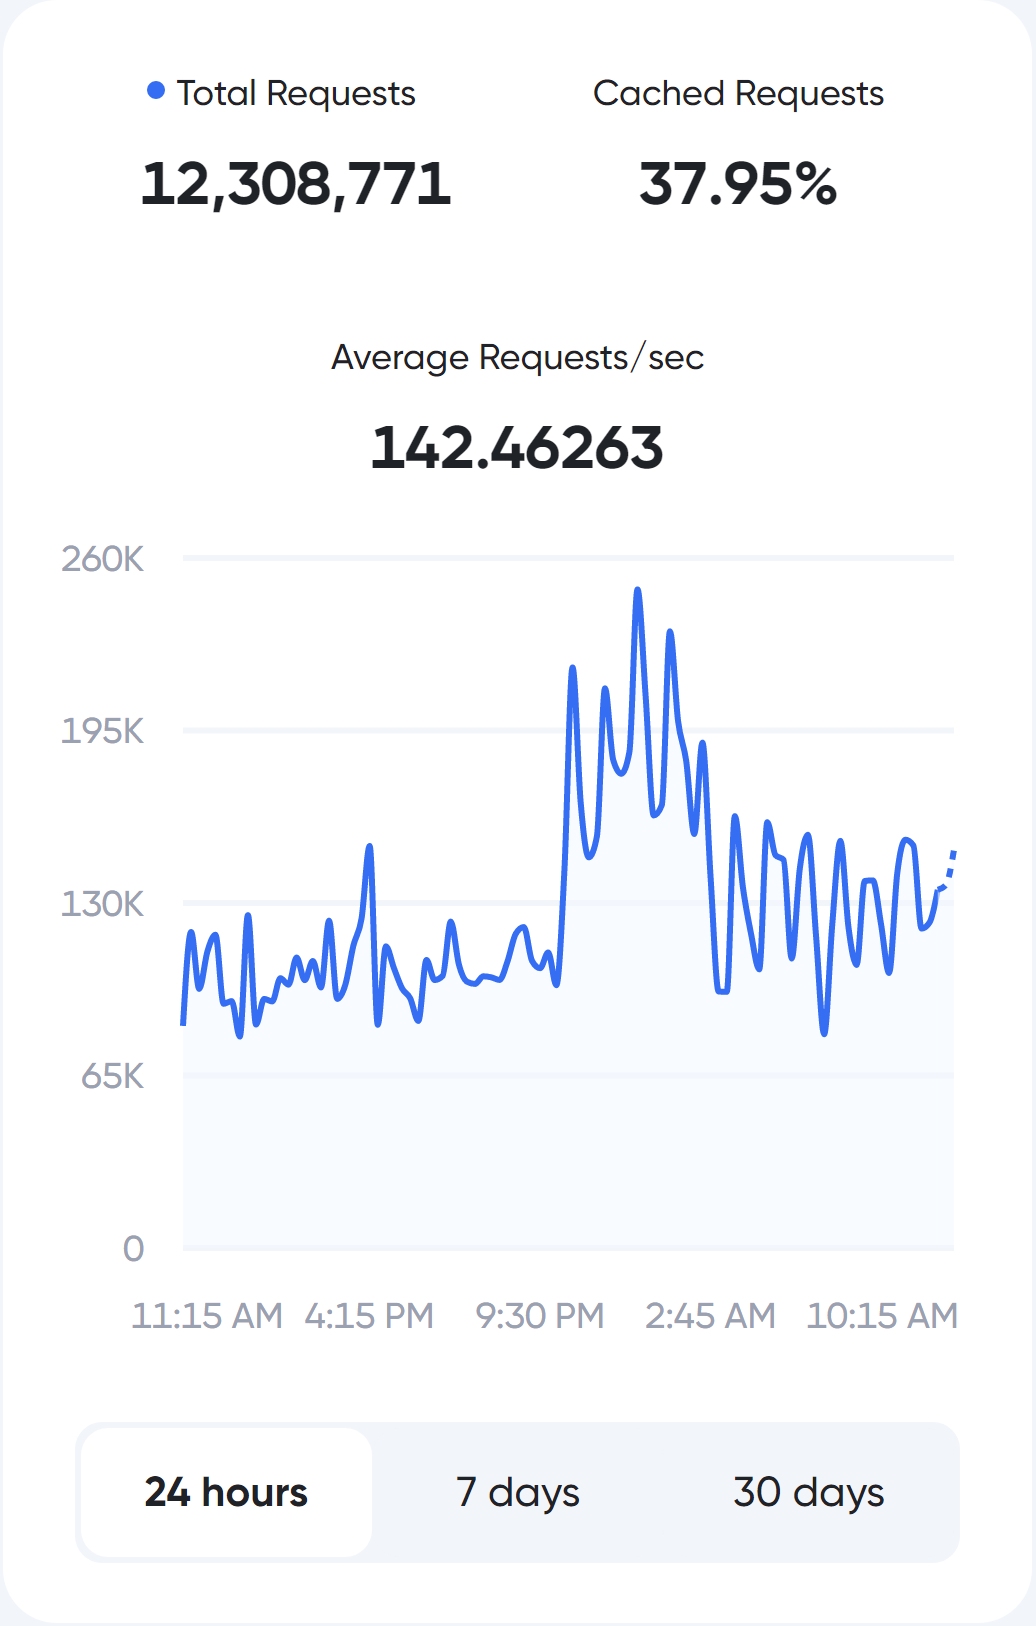 Total Requests
Cached Requests
12,308,771
37.95%
Average Requests/sec
142.46263
260K
195K
130K
65K
0
11:15 AM 4:15 PM 9:30 PM 2:45 AM 10:15 AM
24 hours 7 days 30 days